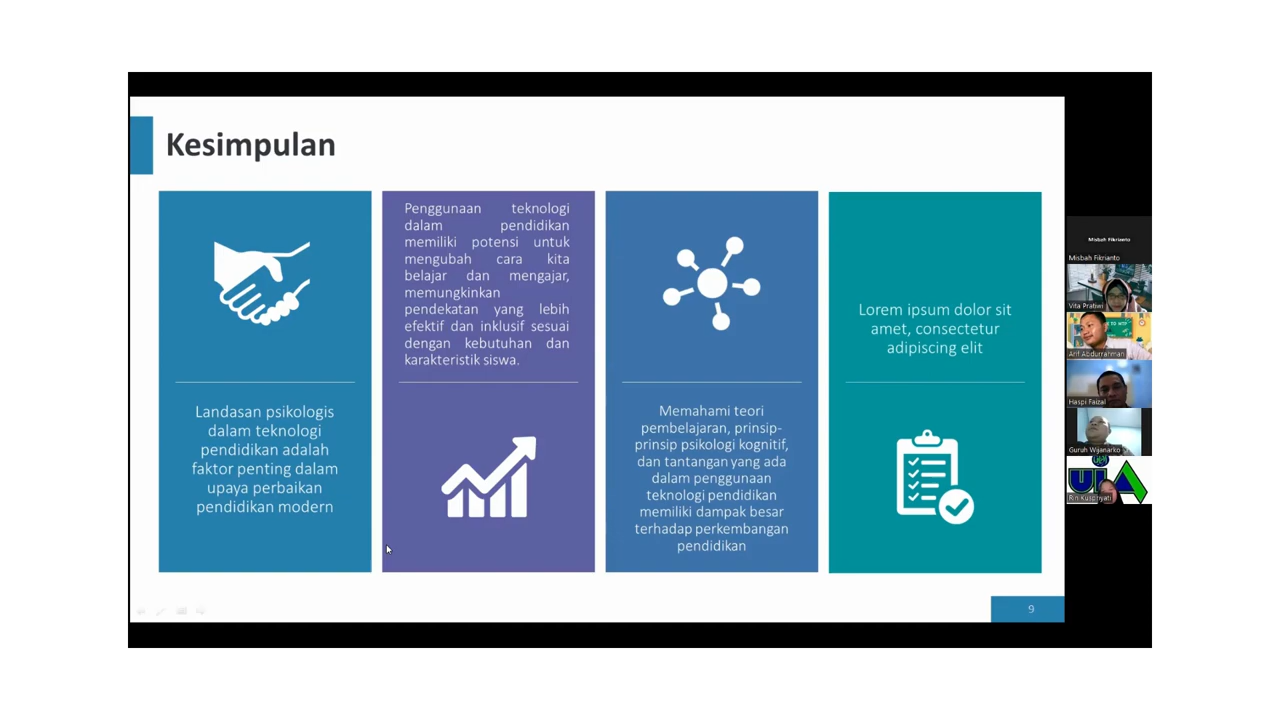 Kesimpulan
Landasan psikologis
dalam teknologi
pendidikan adalah
faktor penting dalam
upaya perbaikan
pendidikan modern
Penggunaan teknologi
dalam pendidikan
memiliki potensi untuk
mengubah cara kita
belajar dan mengajar,
memungkinkan
pendekatan yang lebih
efektif dan inklusif sesuai
dengan kebutuhan dan
karakteristik siswa.
Memahami teori
pembelajaran, prinsip-
prinsip psikologi kognitif,
dan tantangan yang ada
dalam penggunaan
teknologi pendidikan
memiliki dampak besar
terhadap perkembangan
pendidikan
Lorem ipsum dolor sit
amet, consectetur
adipiscing elit
9
Misbah Fikrianto
Misbah Fikrianto
Vita Pratiwi
Arif Abdurrahman
Haspi Faizal
Guruh Wijanarko
UIA